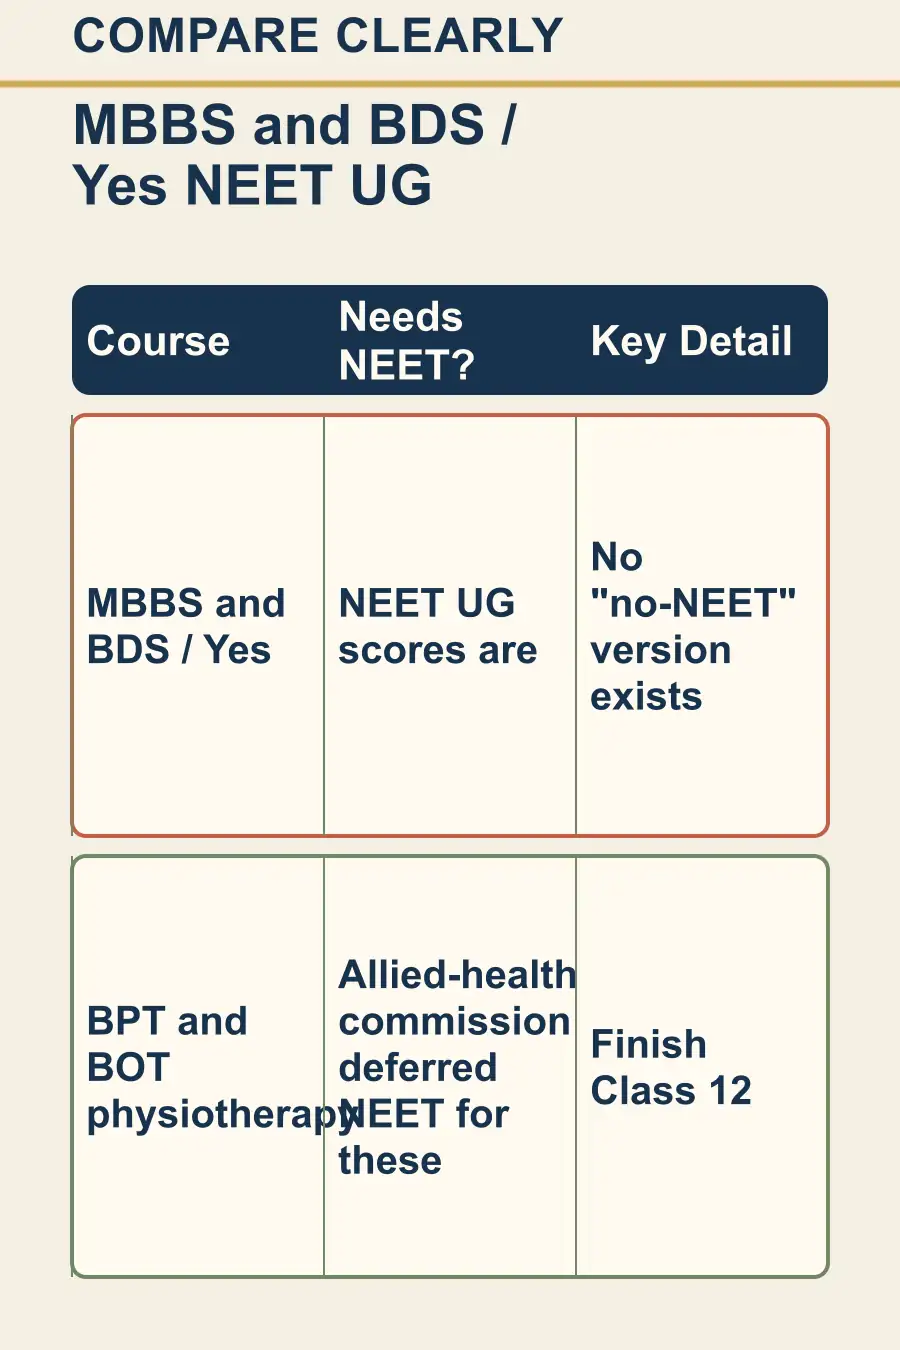 COMPARE CLEARLY
MBBS and BDS /
Yes NEET UG
Course
Needs
NEET?
Key Detail
MBBS and
BDS / Yes
NEET UG
scores are
No
"no-NEET"
version
exists
BPT and
BOT
physiotherapy
Allied-health
commission
deferred
NEET for
these
Finish
Class 12